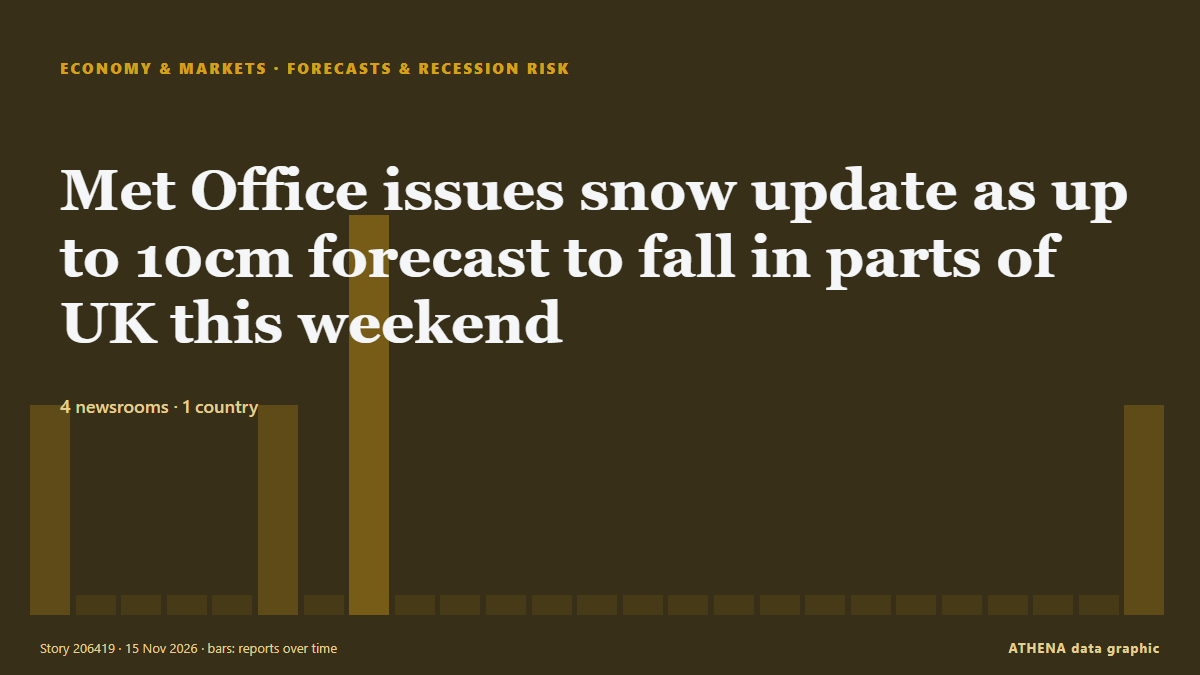 ECONOMY & MARKETS · FORECASTS & RECESSION RISK
Met Office issues snow update as up
to 10cm forecast to fall in parts of
UK this weekend
4 newsrooms · 1 country
Story 206419 · 15 Nov 2026 · bars: reports over time
ATHENA data graphic